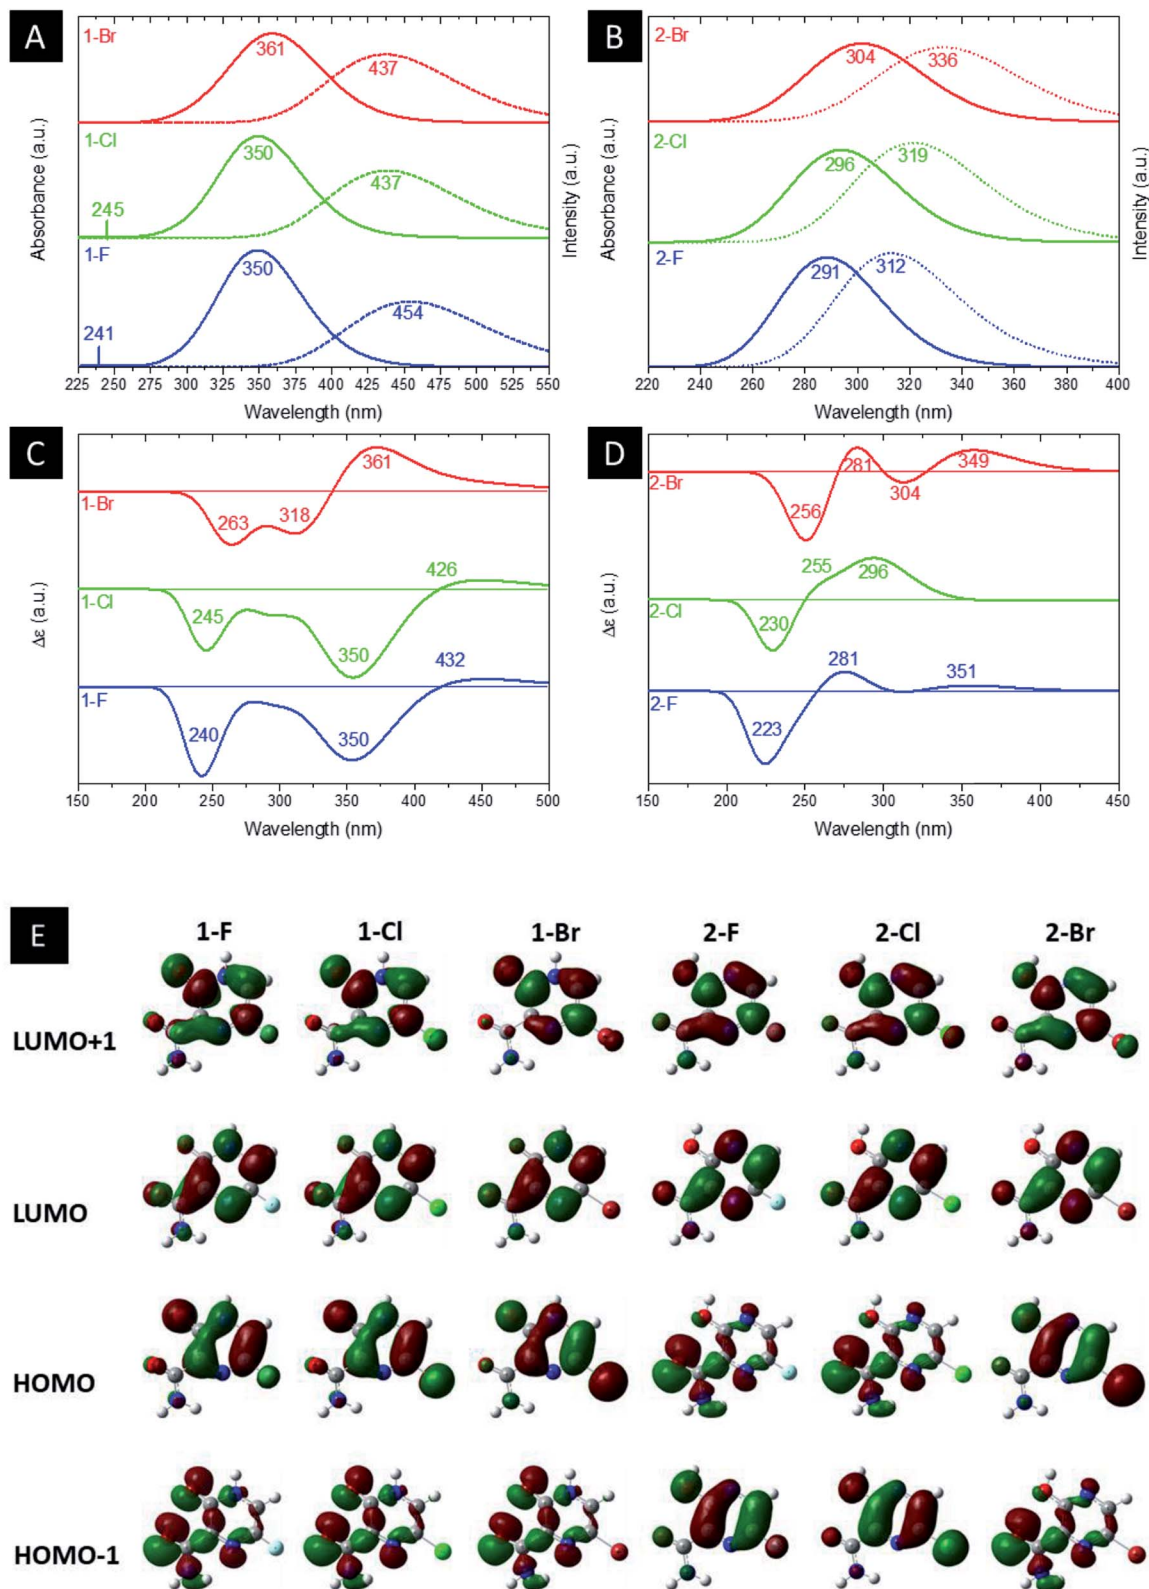 A
1-Br
361
437
1-Cl
350
437
245
1-F
350
454
241
225 250 275 300 325 350 375 400 425 450 475 500 525 550
Wavelength (nm)
Absorbance (a.u.)
Intensity (a.u.)
B
2-Br
304
336
2-Cl
296
319
2-F
291
312
220 240 260 280 300 320 340 360 380 400
Wavelength (nm)
Absorbance (a.u.)
Intensity (a.u.)
C
361
1-Br
263
318
426
1-Cl
245
350
432
1-F
240
350
150 200 250 300 350 400 450 500
Wavelength (nm)
Δε (a.u.)
D
281
349
2-Br
256
304
255
296
2-Cl
230
281
351
2-F
223
150 200 250 300 350 400 450
Wavelength (nm)
Δε (a.u.)
E
1-F 1-Cl 1-Br 2-F 2-Cl 2-Br
LUMO+1
LUMO
HOMO
HOMO-1